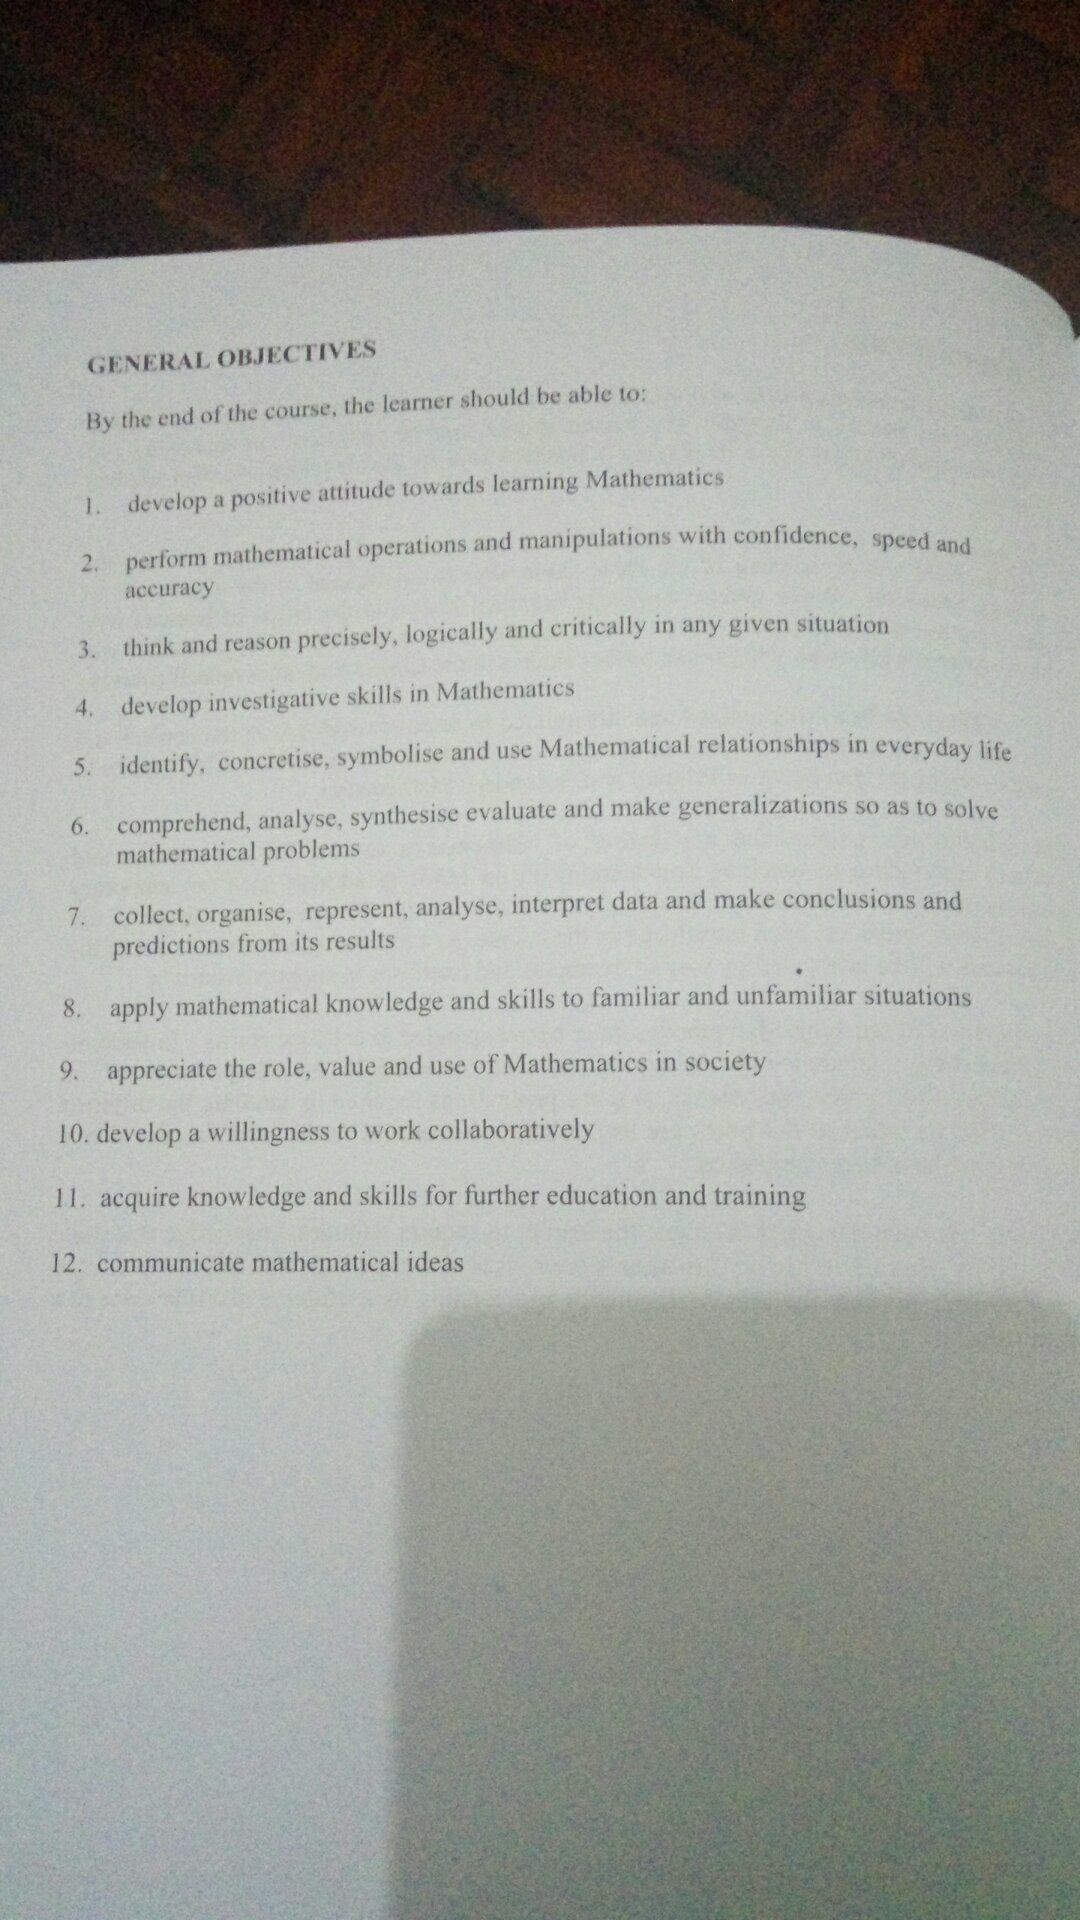 GENERAL OBJECTIVES
By the end of the course, the learner should be able to:
1. develop a positive attitude towards learning Mathematics
2. perform mathematical operations and manipulations with confidence, speed and
accuracy
3. think and reason precisely, logically and critically in any given situation
4. develop investigative skills in Mathematics
5. identify, concretise, symbolise and use Mathematical relationships in everyday life
6. comprehend, analyse, synthesise evaluate and make generalizations so as to solve
mathematical problems
7. collect, organise, represent, analyse, interpret data and make conclusions and
predictions from its results
8. apply mathematical knowledge and skills to familiar and unfamiliar situations
9. appreciate the role, value and use of Mathematics in society
10. develop a willingness to work collaboratively
11. acquire knowledge and skills for further education and training
12. communicate mathematical ideas